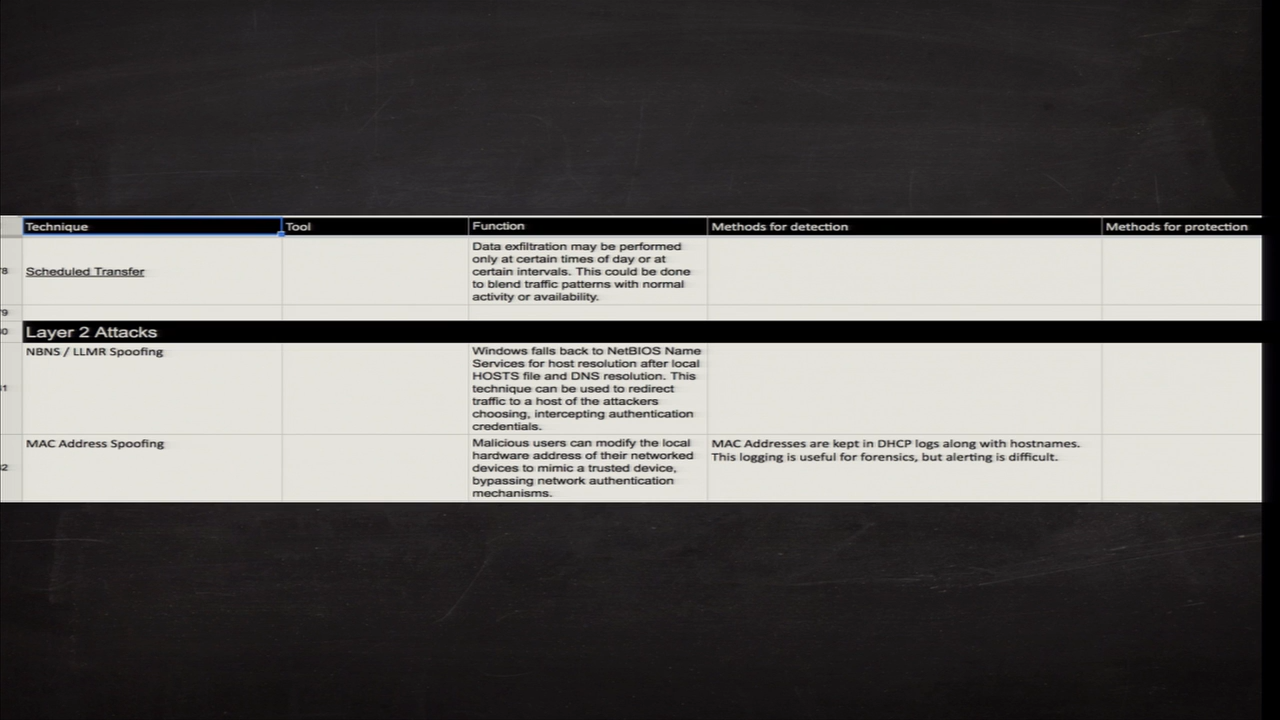 Technique Tool Function Methods for detection Methods for protection
Scheduled Transfer
Data exfiltration may be performed
only at certain times of day or at
certain intervals. This could be done
to blend traffic patterns with normal
activity or availability.
Layer 2 Attacks
NBNS / LLMR Spoofing
Windows falls back to NetBIOS Name
Services for host resolution after local
HOSTS file and DNS resolution. This
technique can be used to redirect
traffic to a host of the attackers
choosing, intercepting authentication
credentials.
MAC Address Spoofing
Malicious users can modify the local
hardware address of their networked
devices to mimic a trusted device,
bypassing network authentication
mechanisms.
MAC Addresses are kept in DHCP logs along with hostnames.
This logging is useful for forensics, but alerting is difficult.